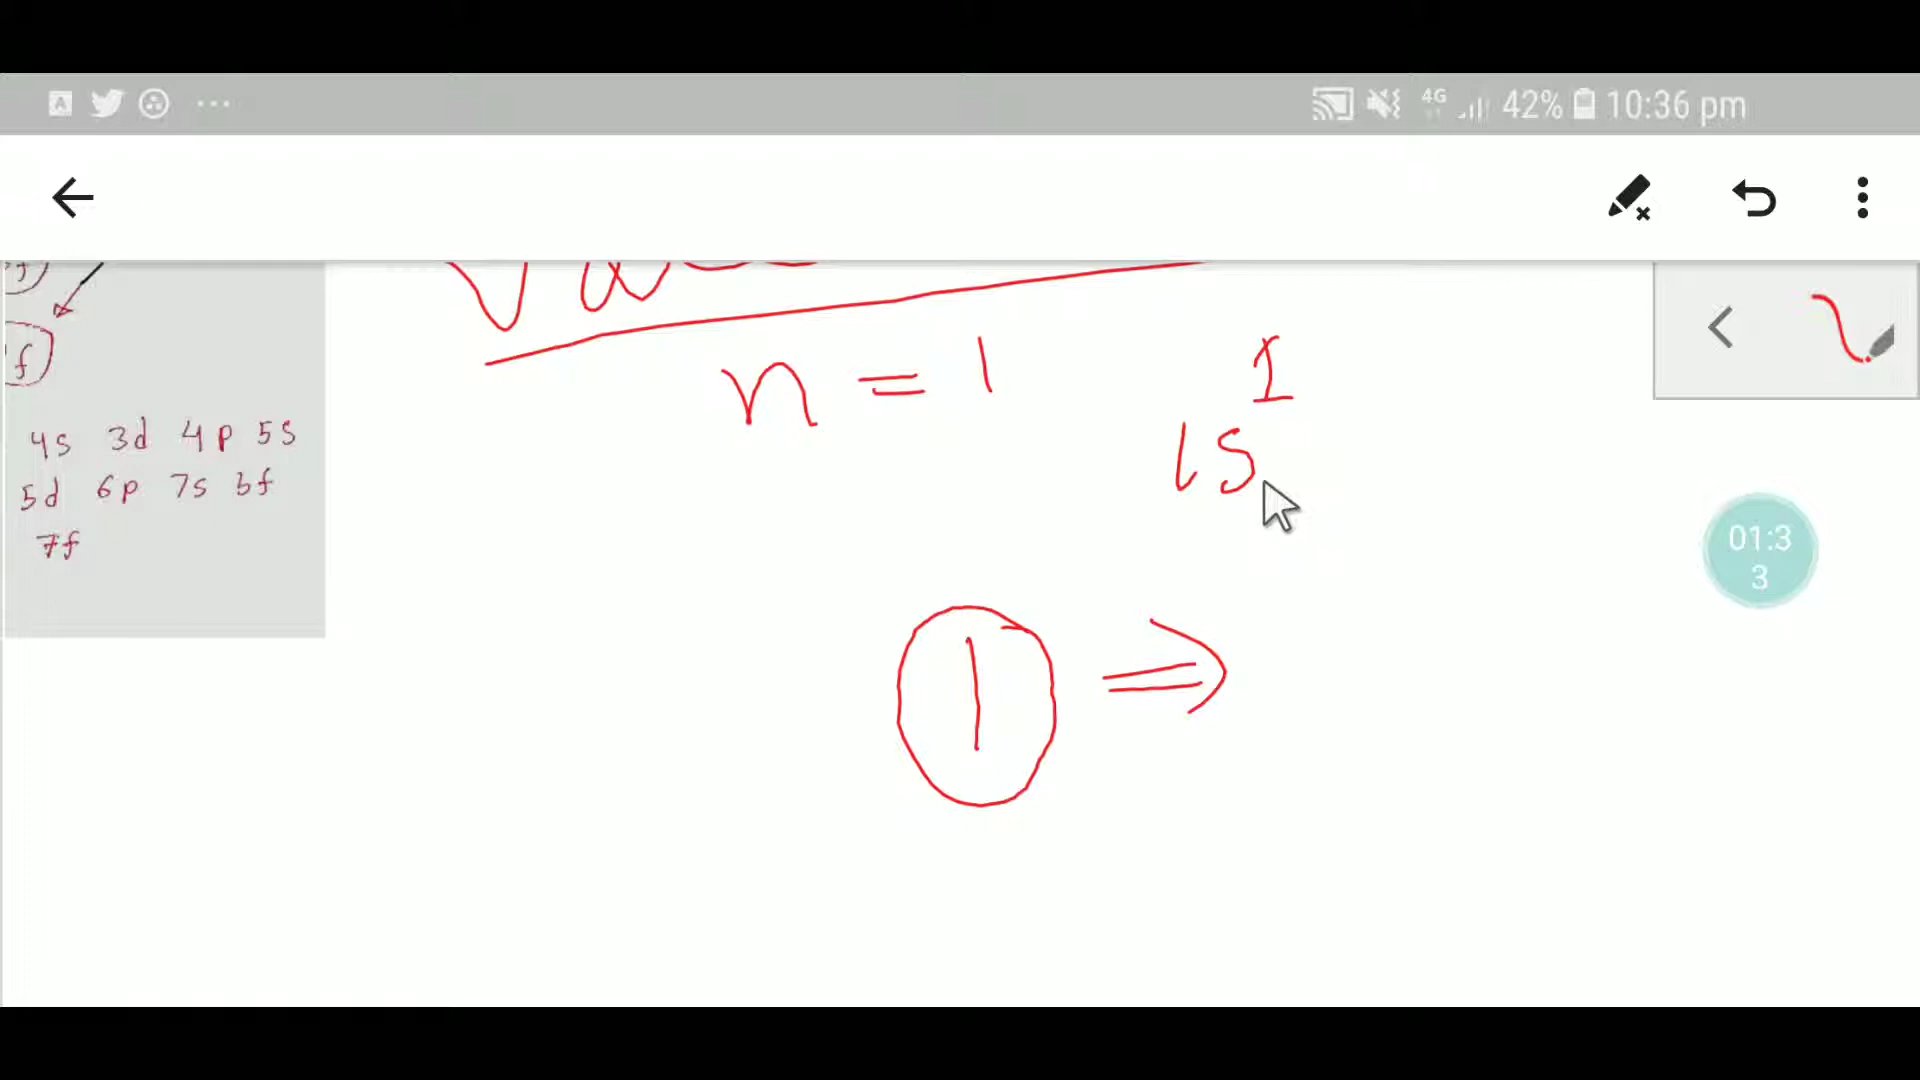 4G 42% 10:36 pm
n = 1
I
1s
4s 3d 4p 5s
5d 6p 7s 6f
7f
f
01:3
3
1 ⇒